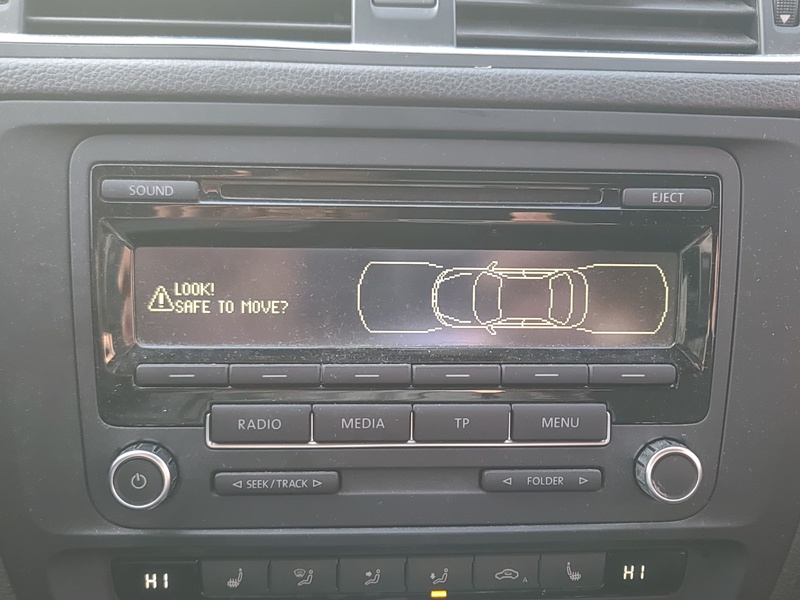 SOUND
EJECT
LOOK!
SAFE TO MOVE?
RADIO
MEDIA
TP
MENU
SEEK/TRACK
FOLDER
HI
HI
A